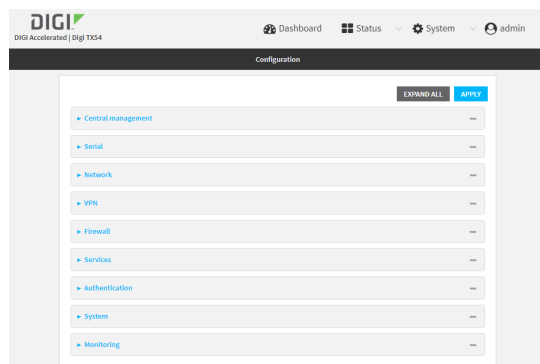 DIGI
DIGI Accelerated | Digi TX54
Dashboard Status System admin
Configuration
EXPAND ALL APPLY
Central management
Serial
Network
VPN
Firewall
Services
Authentication
System
Monitoring